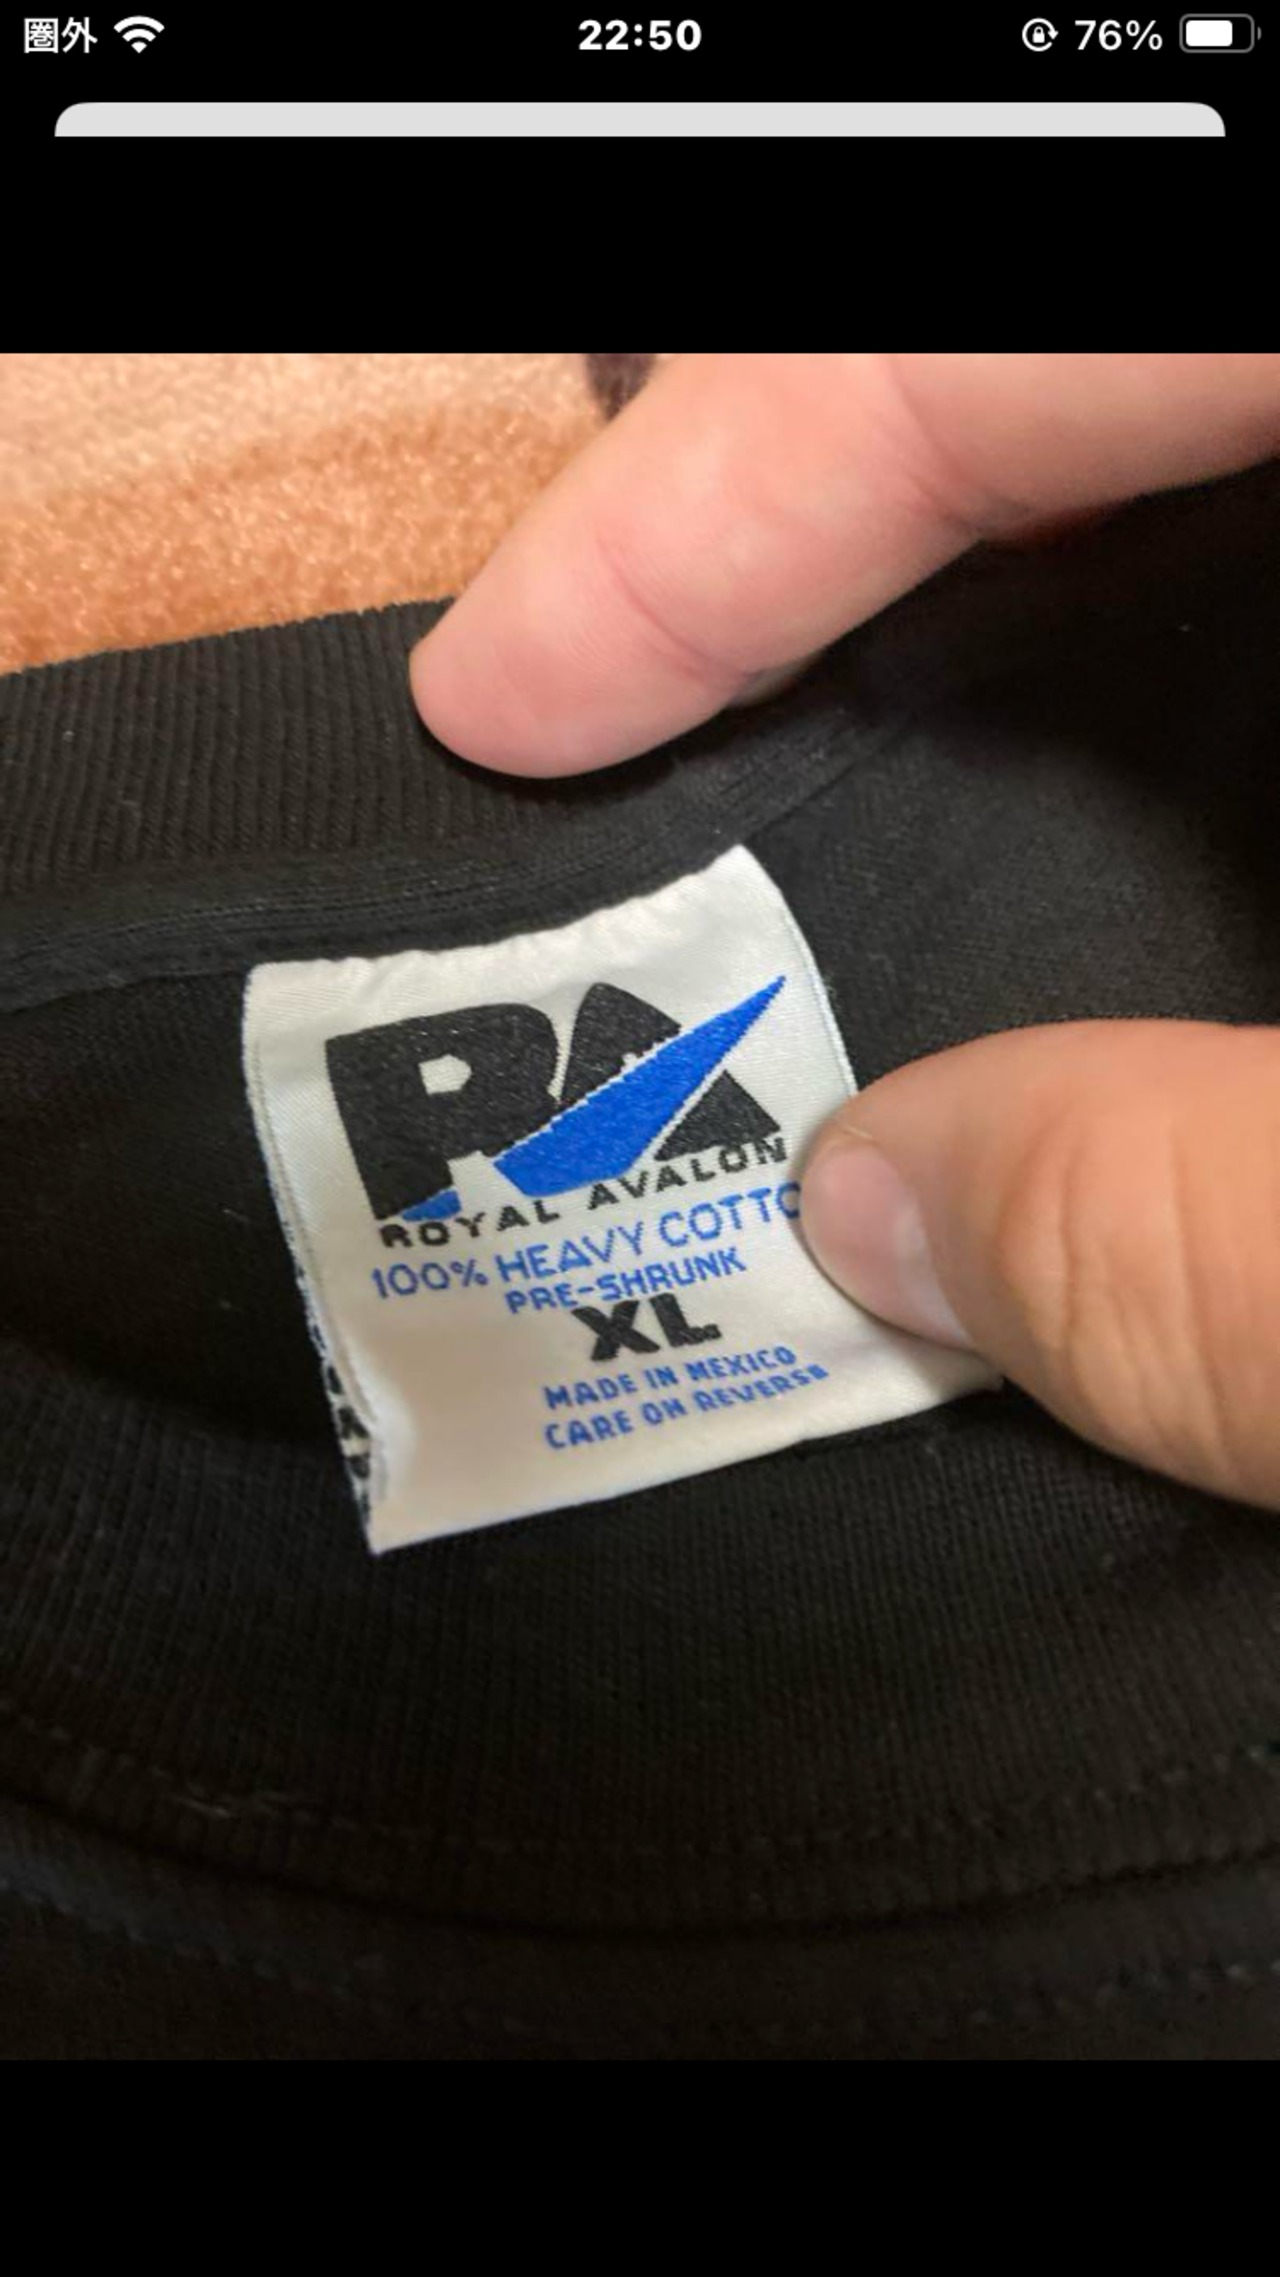 圏外 22:50 76%
RA
ROYAL AVALON
100% HEAVY COTTO
PRE-SHRUNK
XL
MADE IN MEXICO
CARE ON REVERSE